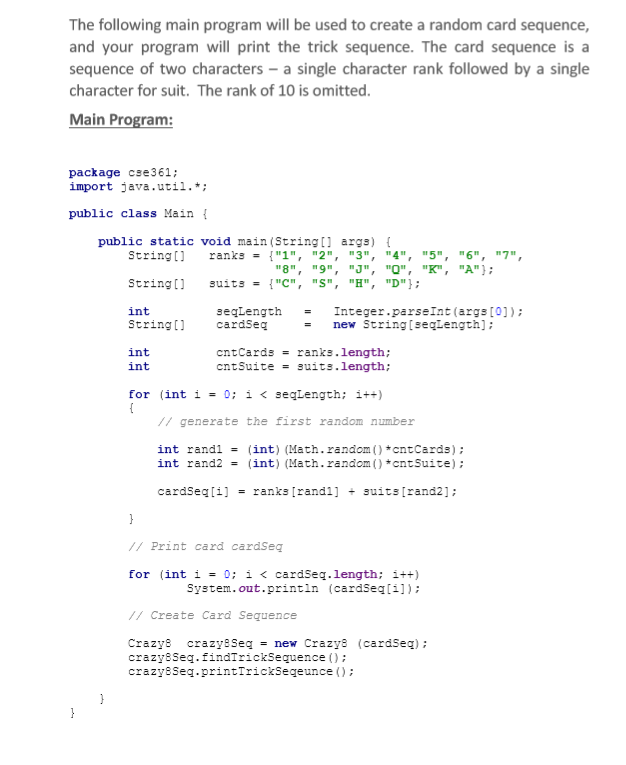 The following main program will be used to create a random card sequence,
and your program will print the trick sequence. The card sequence is a
sequence of two characters – a single character rank followed by a single
character for suit. The rank of 10 is omitted.
Main Program:
package cse361;
import java.util.*;
public class Main {
public static void main(String[] args) {
String[] ranks = {"1", "2", "3", "4", "5", "6", "7",
"8", "9", "J", "Q", "K", "A"};
String[] suits = {"C", "S", "H", "D"};
int seqLength = Integer.parseInt(args[0]);
String[] cardSeq = new String[seqLength];
int cntCards = ranks.length;
int cntSuite = suits.length;
for (int i = 0; i < seqLength; i++)
{
// generate the first random number
int rand1 = (int)(Math.random()*cntCards);
int rand2 = (int)(Math.random()*cntSuite);
cardSeq[i] = ranks[rand1] + suits[rand2];
}
// Print card cardSeq
for (int i = 0; i < cardSeq.length; i++)
System.out.println (cardSeq[i]);
// Create Card Sequence
Crazy8 crazy8Seq = new Crazy8 (cardSeq);
crazy8Seq.findTrickSequence();
crazy8Seq.printTrickSeqeunce();
}
}